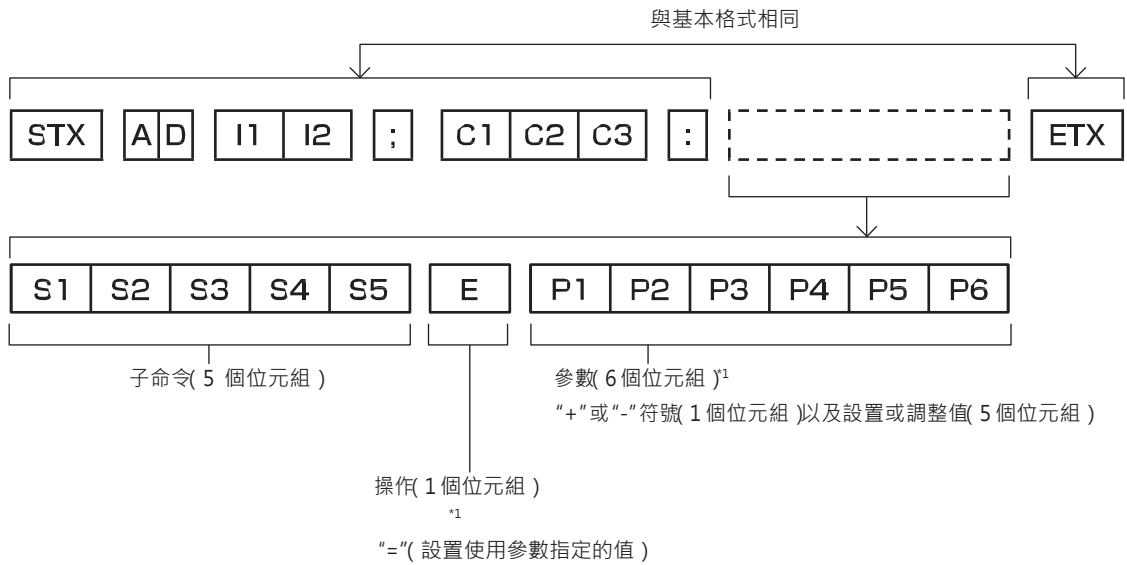 與基本格式相同
STX A D I1 I2 ; C1 C2 C3 : ETX
S1 S2 S3 S4 S5 E P1 P2 P3 P4 P5 P6
子命令( 5 個位元組 )
參數( 6個位元組 )*1
“+”或“-”符號( 1個位元組 )以及設置或調整值( 5個位元組 )
操作( 1個位元組 )
*1
“=”( 設置使用參數指定的值 )